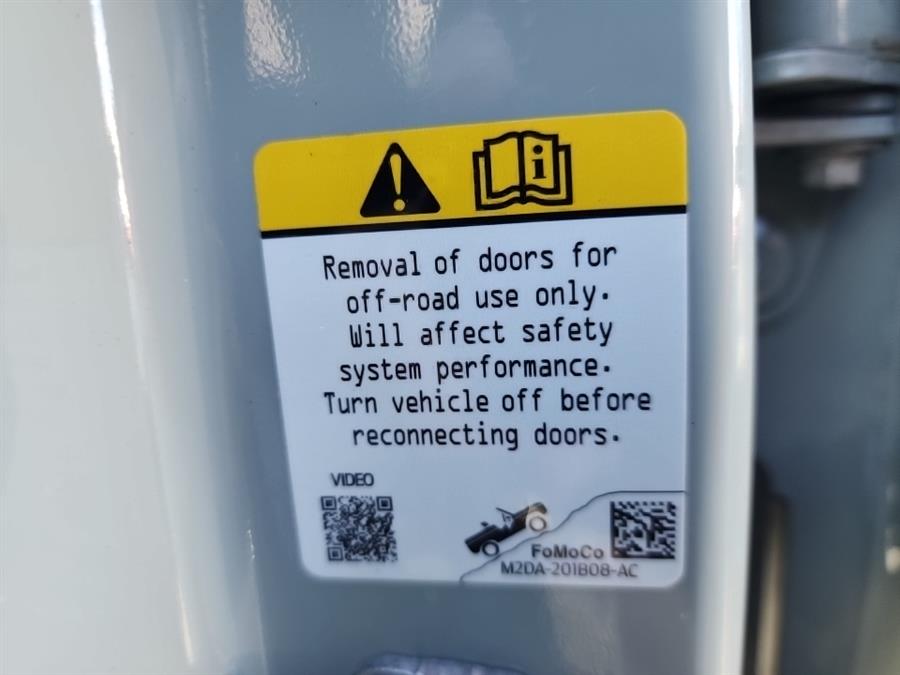 Removal of doors for
off-road use only.
Will affect safety
system performance.
Turn vehicle off before
reconnecting doors.
VIDEO
FoMoCo
M2DA-201B08-AC